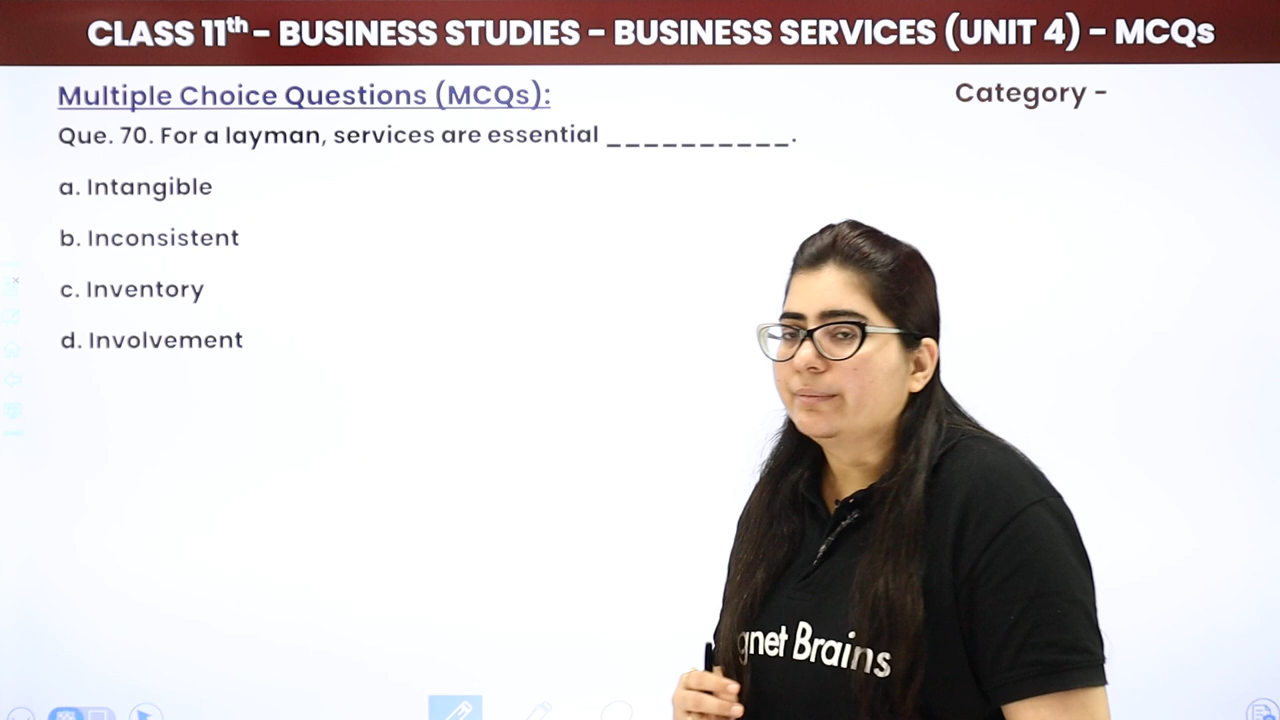 CLASS 11th – BUSINESS STUDIES – BUSINESS SERVICES (UNIT 4) – MCQs
Multiple Choice Questions (MCQs):
Category -
Que. 70. For a layman, services are essential __________.
a. Intangible
b. Inconsistent
c. Inventory
d. Involvement
gnet Brains